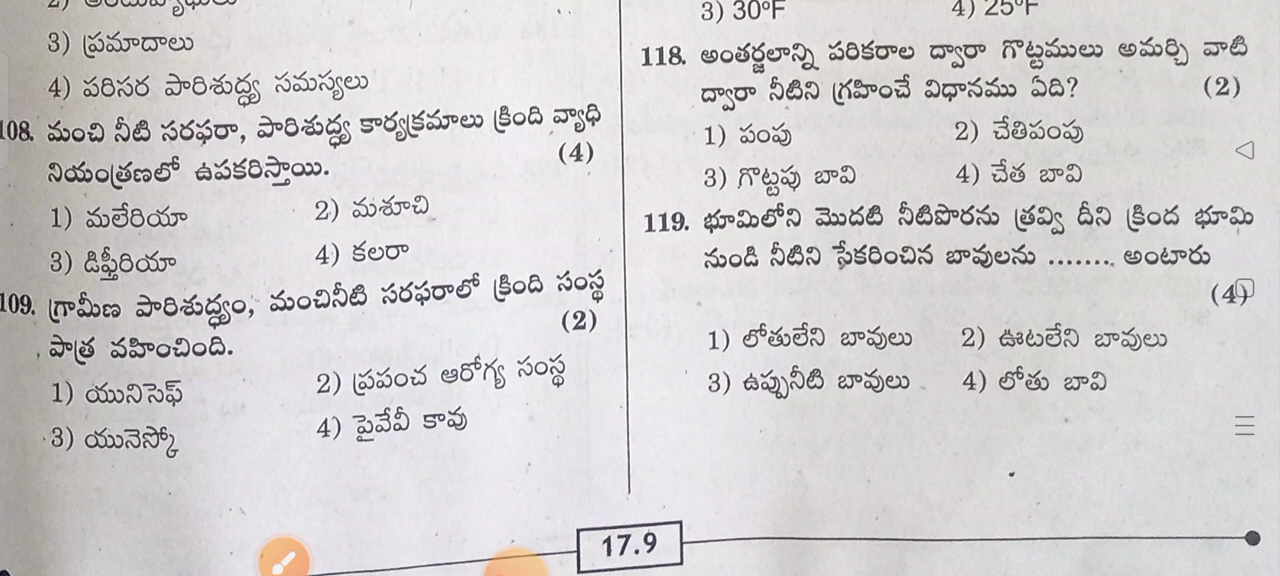 3) ప్రమాదాలు
4) పరిసర పారిశుద్ధ్య సమస్యలు
108. మంచి నీటి సరఫరా, పారిశుద్ధ్య కార్యక్రమాలు క్రింది వ్యాధి
నియంత్రణలో ఉపకరిస్తాయి. (4)
1) మలేరియా 2) మశూచి
3) డిఫ్తీరియా 4) కలరా
109. గ్రామీణ పారిశుద్ధ్యం, మంచినీటి సరఫరాలో క్రింది సంస్థ
పాత్ర వహించింది. (2)
1) యునిసెఫ్ 2) ప్రపంచ ఆరోగ్య సంస్థ
3) యునెస్కో 4) పైవేవీ కావు
3) 30°F 4) 25°F
118. అంతర్జలాన్ని పరికరాల ద్వారా గొట్టములు అమర్చి వాటి
ద్వారా నీటిని గ్రహించే విధానము ఏది? (2)
1) పంపు 2) చేతిపంపు
3) గొట్టపు బావి 4) చేత బావి
119. భూమిలోని మొదటి నీటిపొరను త్రవ్వి దీని క్రింద భూమి
నుండి నీటిని సేకరించిన బావులను ....... అంటారు
(4)
1) లోతులేని బావులు 2) ఊటలేని బావులు
3) ఉప్పునీటి బావులు 4) లోతు బావి
17.9